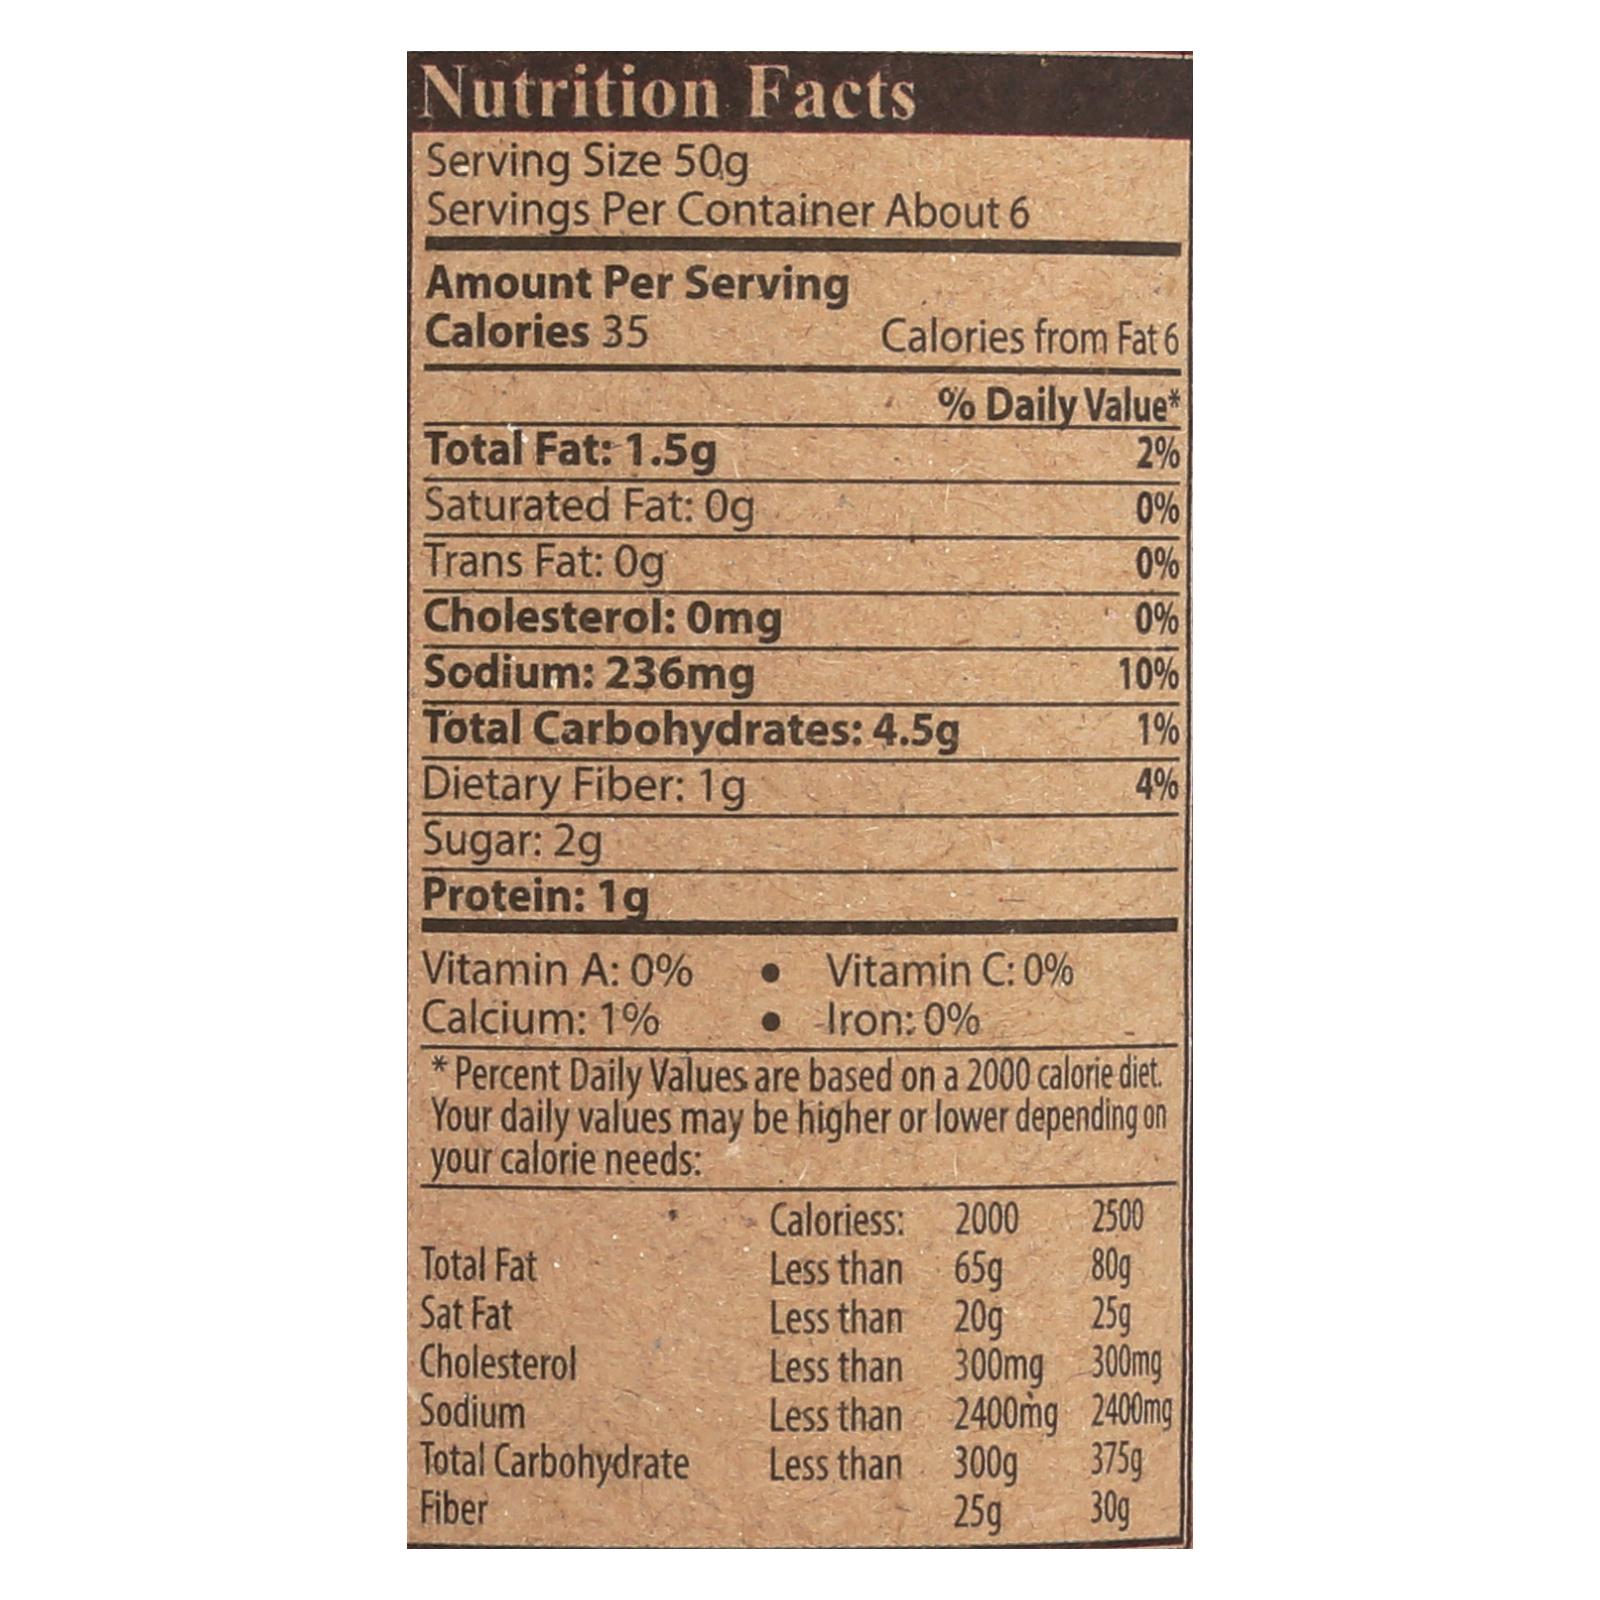 Nutrition Facts
Serving Size 50g
Servings Per Container About 6
Amount Per Serving
Calories 35 Calories from Fat 6
% Daily Value*
Total Fat: 1.5g 2%
Saturated Fat: 0g 0%
Trans Fat: 0g 0%
Cholesterol: 0mg 0%
Sodium: 236mg 10%
Total Carbohydrates: 4.5g 1%
Dietary Fiber: 1g 4%
Sugar: 2g
Protein: 1g
Vitamin A: 0% • Vitamin C: 0%
Calcium: 1% • Iron: 0%
* Percent Daily Values are based on a 2000 calorie diet.
Your daily values may be higher or lower depending on
your calorie needs:
Caloriess: 2000 2500
Total Fat Less than 65g 80g
Sat Fat Less than 20g 25g
Cholesterol Less than 300mg 300mg
Sodium Less than 2400mg 2400mg
Total Carbohydrate Less than 300g 375g
Fiber 25g 30g